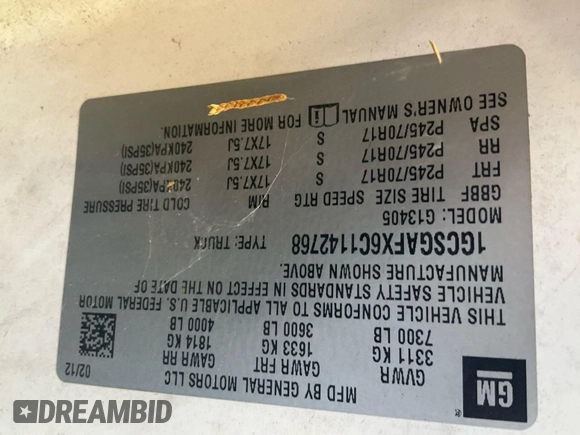 MFD BY GENERAL MOTORS LLC
02/12
GM
®
GVWR GAWR FRT GAWR RR
3311 KG 1633 KG 1814 KG
7300 LB 3600 LB 4000 LB
THIS VEHICLE CONFORMS TO ALL APPLICABLE U.S. FEDERAL MOTOR
VEHICLE SAFETY STANDARDS IN EFFECT ON THE DATE OF
MANUFACTURE SHOWN ABOVE.
1GCSGAFX6C1142768 TYPE: TRUCK
MODEL: G13405
GBBF TIRE SIZE SPEED RTG RIM COLD TIRE PRESSURE
FRT P245/70R17 S 17X7.5J 240KPA(35PSI)
RR P245/70R17 S 17X7.5J 240KPA(35PSI)
SPA P245/70R17 S 17X7.5J 240KPA(35PSI)
SEE OWNER'S MANUAL FOR MORE INFORMATION.
DREAMBID